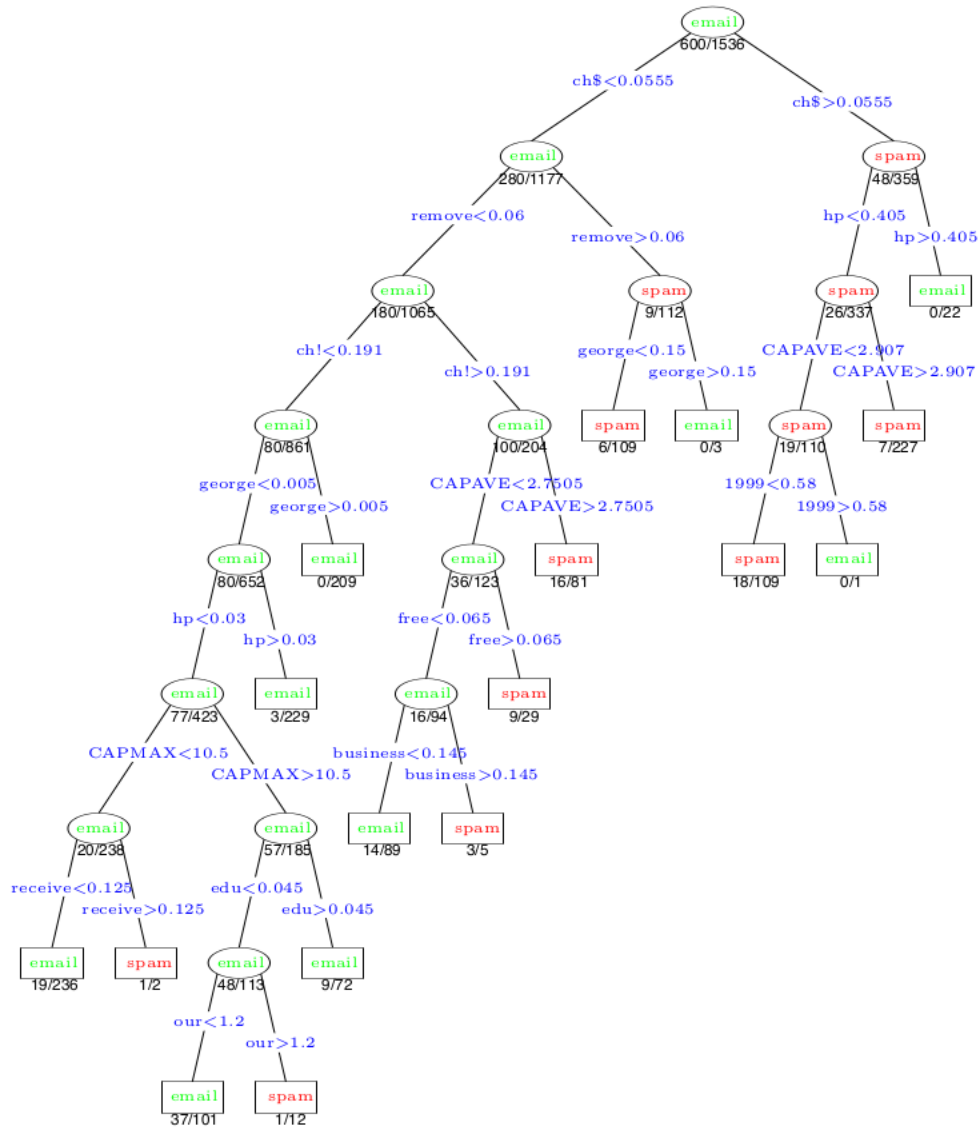 email
600/1536
ch$<0.0555
ch$>0.0555
email
280/1177
spam
48/359
remove<0.06
hp<0.405
remove>0.06
hp>0.405
email
180/1065
spam
9/112
spam
26/337
email
0/22
ch!<0.191
george<0.15
CAPAVE<2.907
ch!>0.191
george>0.15
CAPAVE>2.907
email
80/861
email
100/204
spam
6/109
email
0/3
spam
19/110
spam
7/227
george<0.005
CAPAVE<2.7505
1999<0.58
george>0.005
CAPAVE>2.7505
1999>0.58
email
80/652
email
0/209
email
36/123
spam
16/81
spam
18/109
email
0/1
hp<0.03
free<0.065
hp>0.03
free>0.065
email
77/423
email
3/229
email
16/94
spam
9/29
CAPMAX<10.5
business<0.145
CAPMAX>10.5
business>0.145
email
20/238
email
57/185
email
14/89
spam
3/5
receive<0.125
edu<0.045
receive>0.125
edu>0.045
email
19/236
spam
1/2
email
48/113
email
9/72
our<1.2
our>1.2
email
37/101
spam
1/12